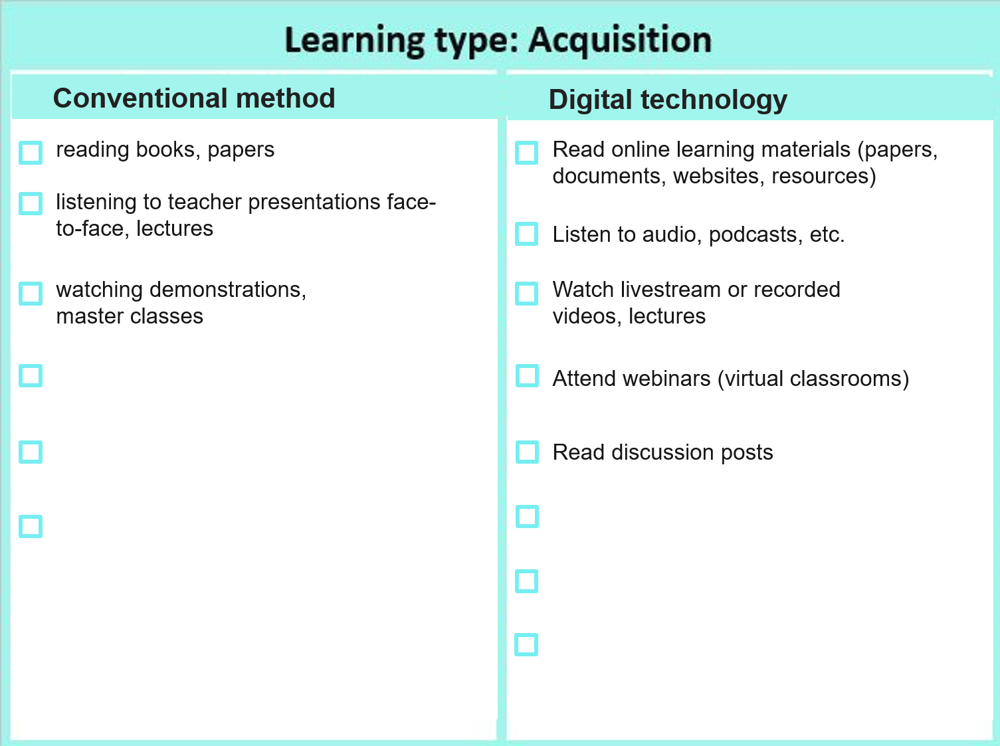 Learning type: Acquisition
Conventional method
reading books, papers
listening to teacher presentations face-
to-face, lectures
watching demonstrations,
master classes
Digital technology
Read online learning materials (papers,
documents, websites, resources)
Listen to audio, podcasts, etc.
Watch livestream or recorded
videos, lectures
Attend webinars (virtual classrooms)
Read discussion posts